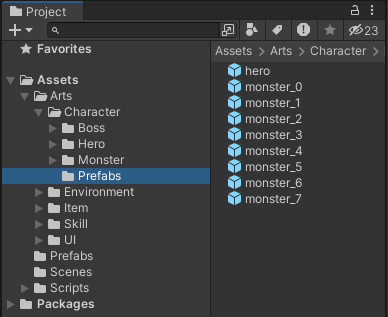 Project
23
Favorites
Assets
Arts
Character
Boss
Hero
Monster
Prefabs
Environment
Item
Skill
UI
Prefabs
Scenes
Scripts
Packages
Assets > Arts > Character >
hero
monster_0
monster_1
monster_2
monster_3
monster_4
monster_5
monster_6
monster_7